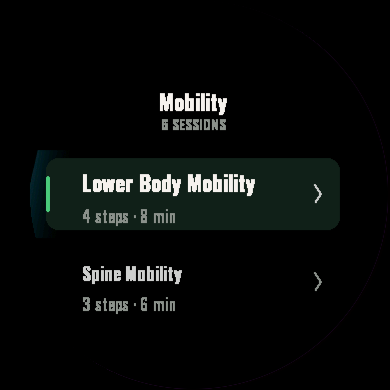 Mobility
6 SESSIONS
Lower Body Mobility
4 steps · 8 min
Spine Mobility
3 steps · 6 min